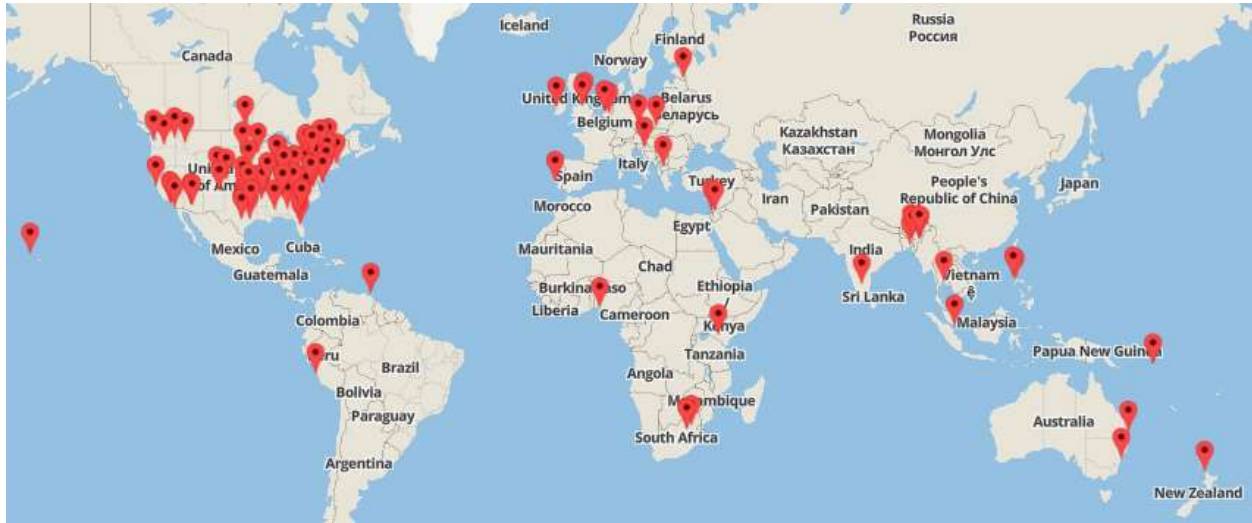 Iceland
Russia
Россия
Finland
Canada
Norway
United Kingdom
Belarus
Беларусь
Belgium
Kazakhstan
Казахстан
Mongolia
Монгол Улс
Italy
Spain
Turkey
People's
Republic of China
Japan
Iran
Morocco
Pakistan
Egypt
Mexico
Cuba
Mauritania
India
Guatemala
Chad
Vietnam
Burkina Faso
Ethiopia
Sri Lanka
Liberia
Cameroon
Colombia
Kenya
Malaysia
Tanzania
Papua New Guinea
Brazil
Angola
Bolivia
Mozambique
Paraguay
Australia
South Africa
Argentina
New Zealand